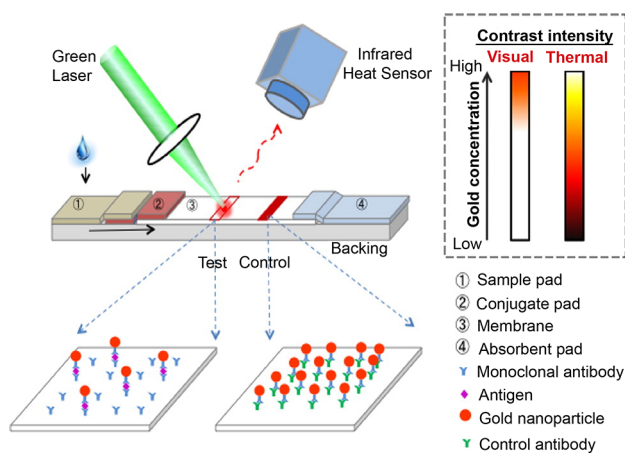 Green
Laser
Infrared
Heat Sensor
Contrast intensity
Visual Thermal
High
Gold concentration
Low
① ② ③ ④
Backing
Test Control
① Sample pad
② Conjugate pad
③ Membrane
④ Absorbent pad
Monoclonal antibody
Antigen
Gold nanoparticle
Control antibody